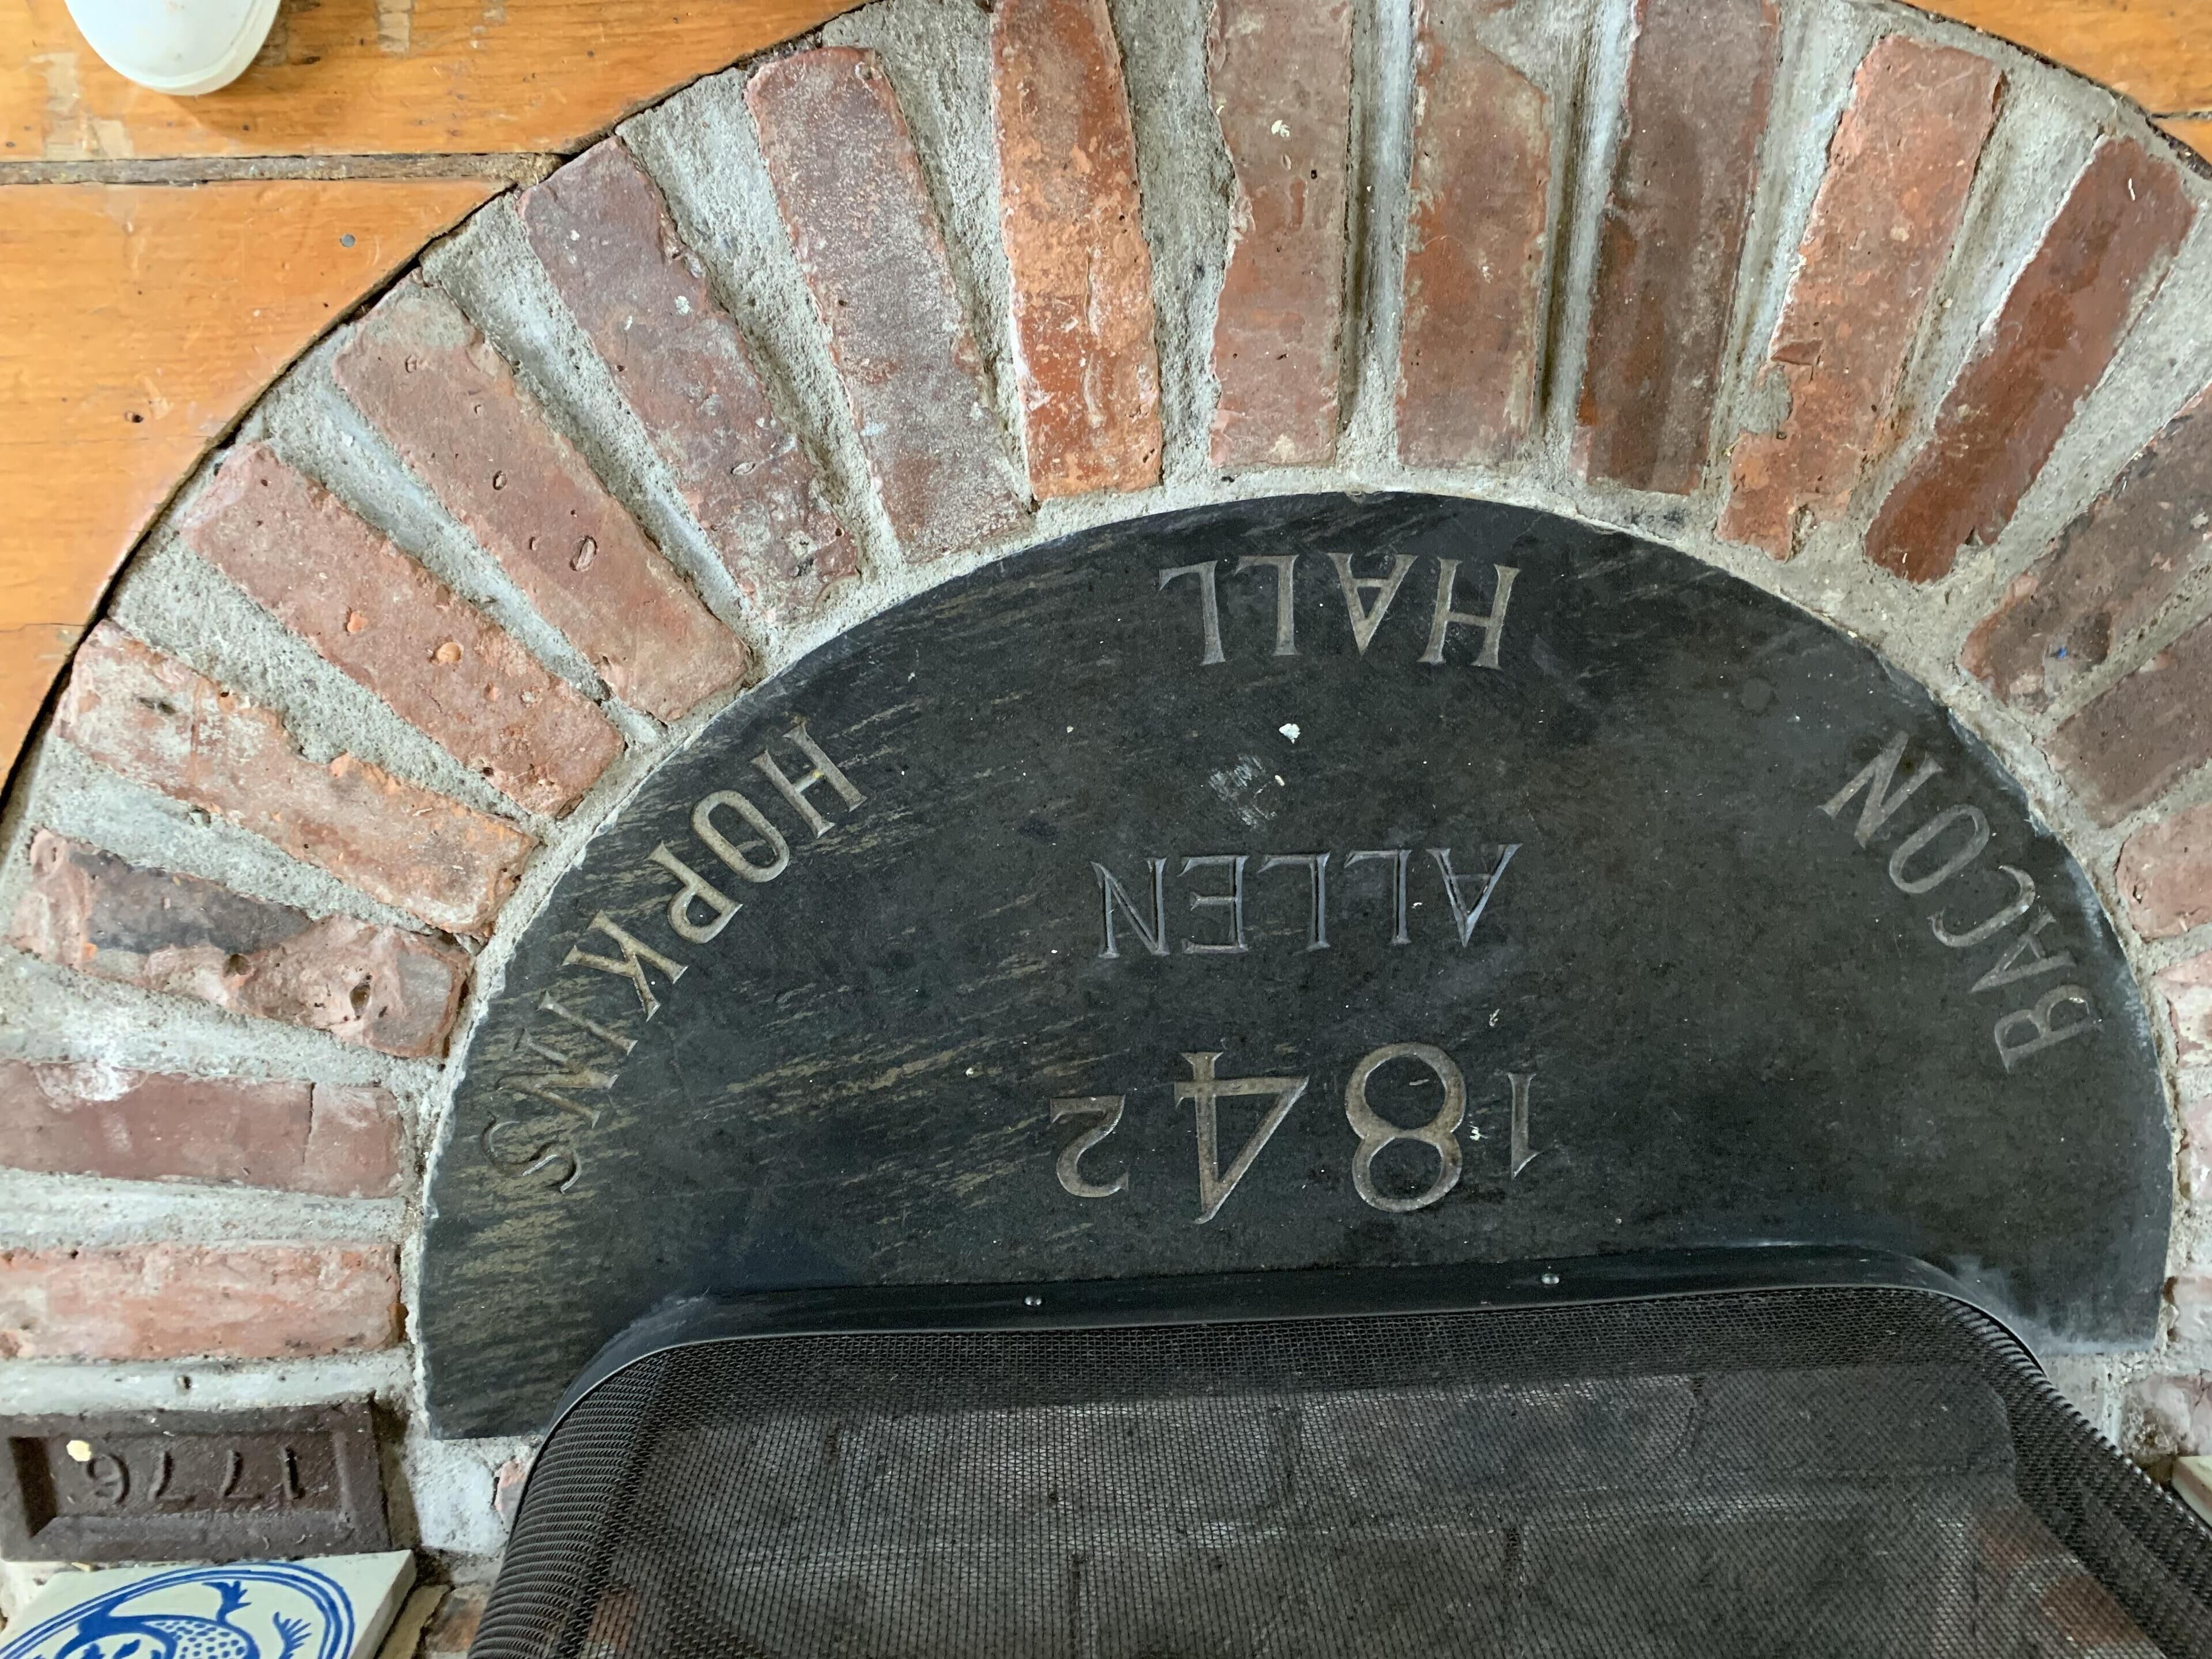 1842
ALLEN
BACON
HALL
HOPKINS
1776